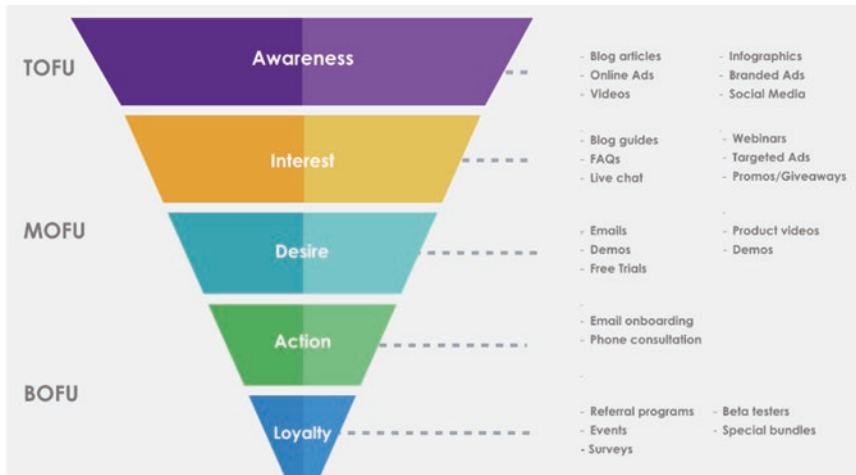 TOFU
Awareness
- Blog articles
- Online Ads
- Videos
- Infographics
- Branded Ads
- Social Media
Interest
- Blog guides
- FAQs
- Live chat
- Webinars
- Targeted Ads
- Promos/Giveaways
MOFU
Desire
- Emails
- Demos
- Free Trials
- Product videos
- Demos
Action
- Email onboarding
- Phone consultation
BOFU
Loyalty
- Referral programs
- Events
- Surveys
- Beta testers
- Special bundles